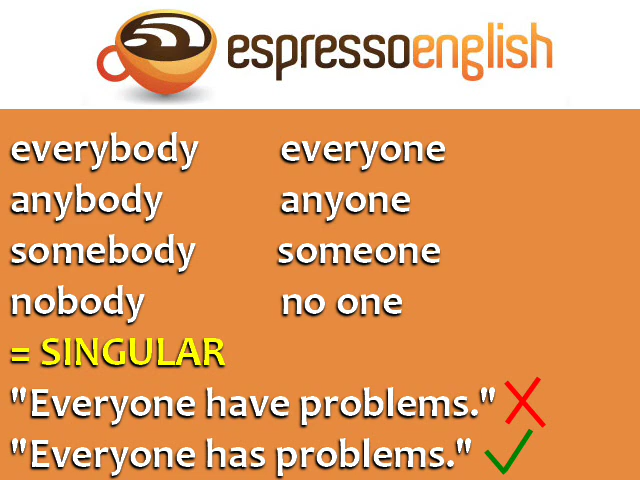 espressoenglish
everybody everyone
anybody anyone
somebody someone
nobody no one
= SINGULAR
"Everyone have problems."
"Everyone has problems."